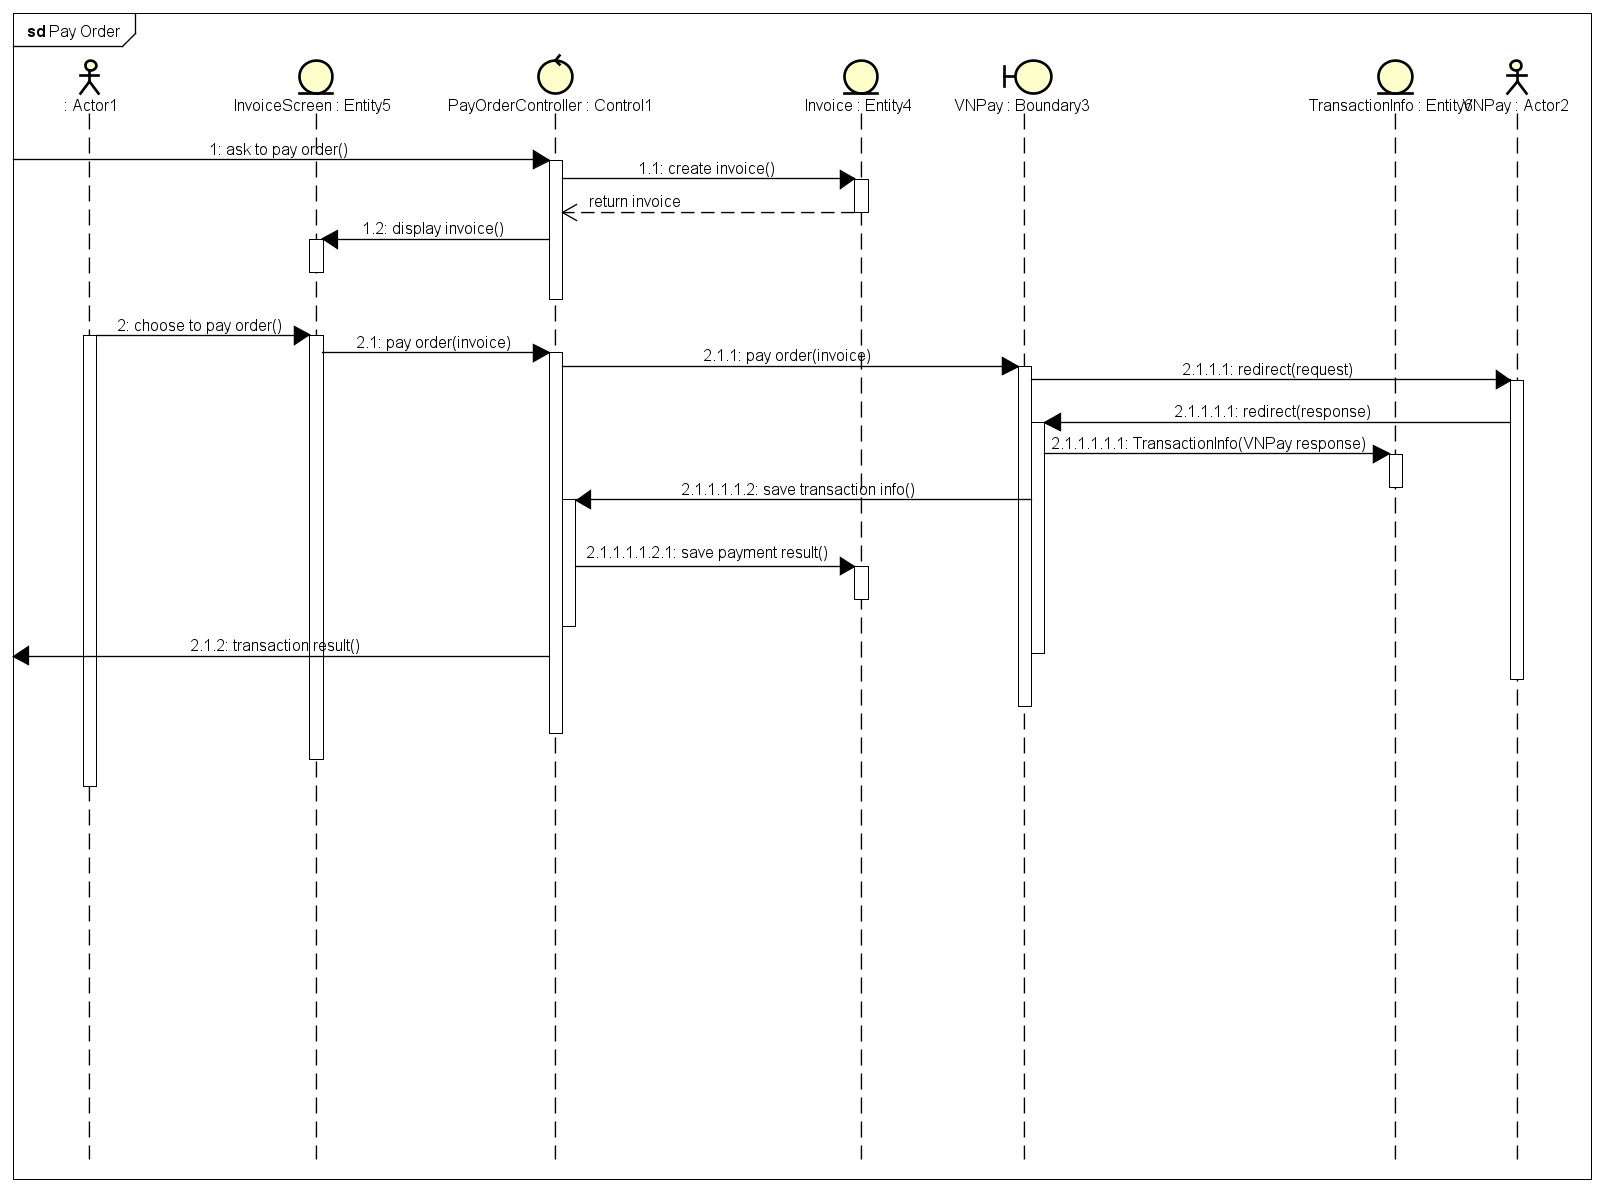 sd Pay Order
: Actor1
InvoiceScreen : Entity5
PayOrderController : Control1
Invoice : Entity4
VNPay : Boundary3
TransactionInfo : Entity
VNPay : Actor2
1: ask to pay order()
1.1: create invoice()
return invoice
1.2: display invoice()
2: choose to pay order()
2.1: pay order(invoice)
2.1.1: pay order(invoice)
2.1.1.1: redirect(request)
2.1.1.1.1: redirect(response)
2.1.1.1.1.1: TransactionInfo(VNPay response)
2.1.1.1.1.2: save transaction info()
2.1.1.1.1.2.1: save payment result()
2.1.2: transaction result()